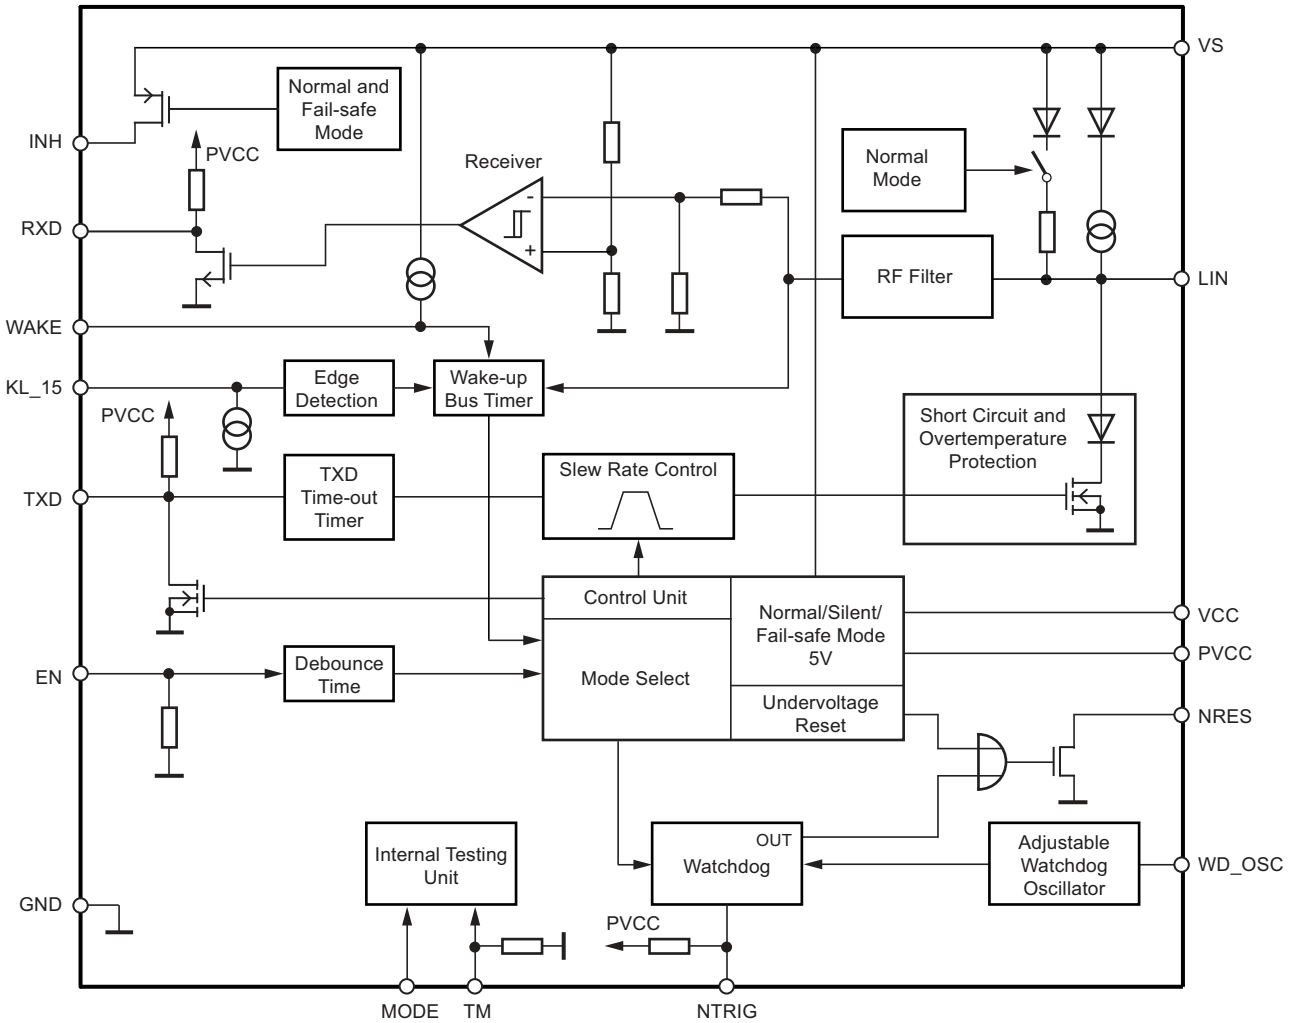 VS
Normal and
Fail-safe
Mode
INH
PVCC
Receiver
Normal
Mode
-
+
RXD
RF Filter
LIN
WAKE
KL_15
Edge
Detection
Wake-up
Bus Timer
PVCC
Short Circuit and
Overtemperature
Protection
TXD
TXD
Time-out
Timer
Slew Rate Control
Control Unit
Normal/Silent/
Fail-safe Mode
5V
VCC
PVCC
EN
Debounce
Time
Mode Select
Undervoltage
Reset
NRES
Internal Testing
Unit
OUT
Watchdog
Adjustable
Watchdog
Oscillator
WD_OSC
GND
PVCC
MODE
TM
NTRIG